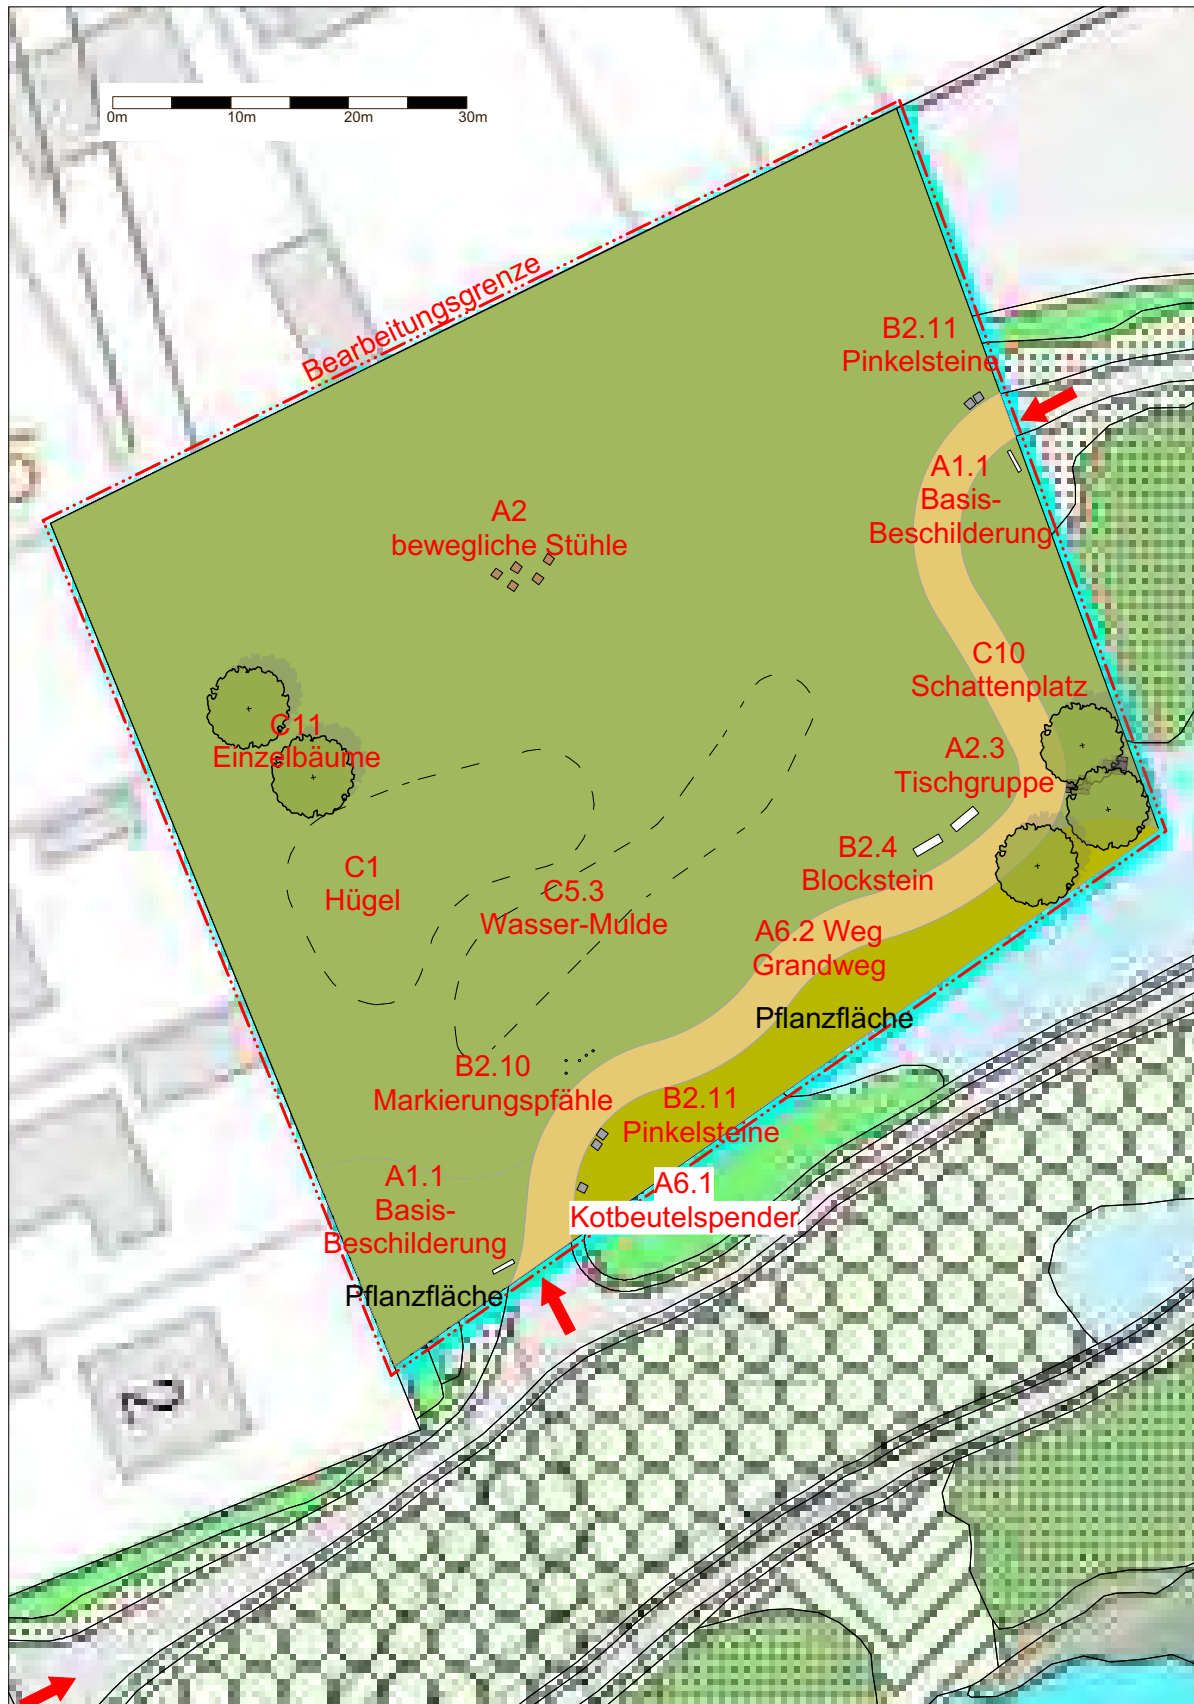 0m 10m 20m 30m
Bearbeitungsgrenze
B2.11
Pinkelsteine
A1.1
Basis-
Beschilderung
A2
bewegliche Stühle
C10
Schattenplatz
C11
Einzelbäume
A2.3
Tischgruppe
B2.4
Blockstein
C1
Hügel
C5.3
Wasser-Mulde
A6.2 Weg
Grandweg
Pflanzfläche
B2.10
Markierungspfähle
B2.11
Pinkelsteine
A1.1
Basis-
Beschilderung
A6.1
Kotbeutelspender
Pflanzfläche
2